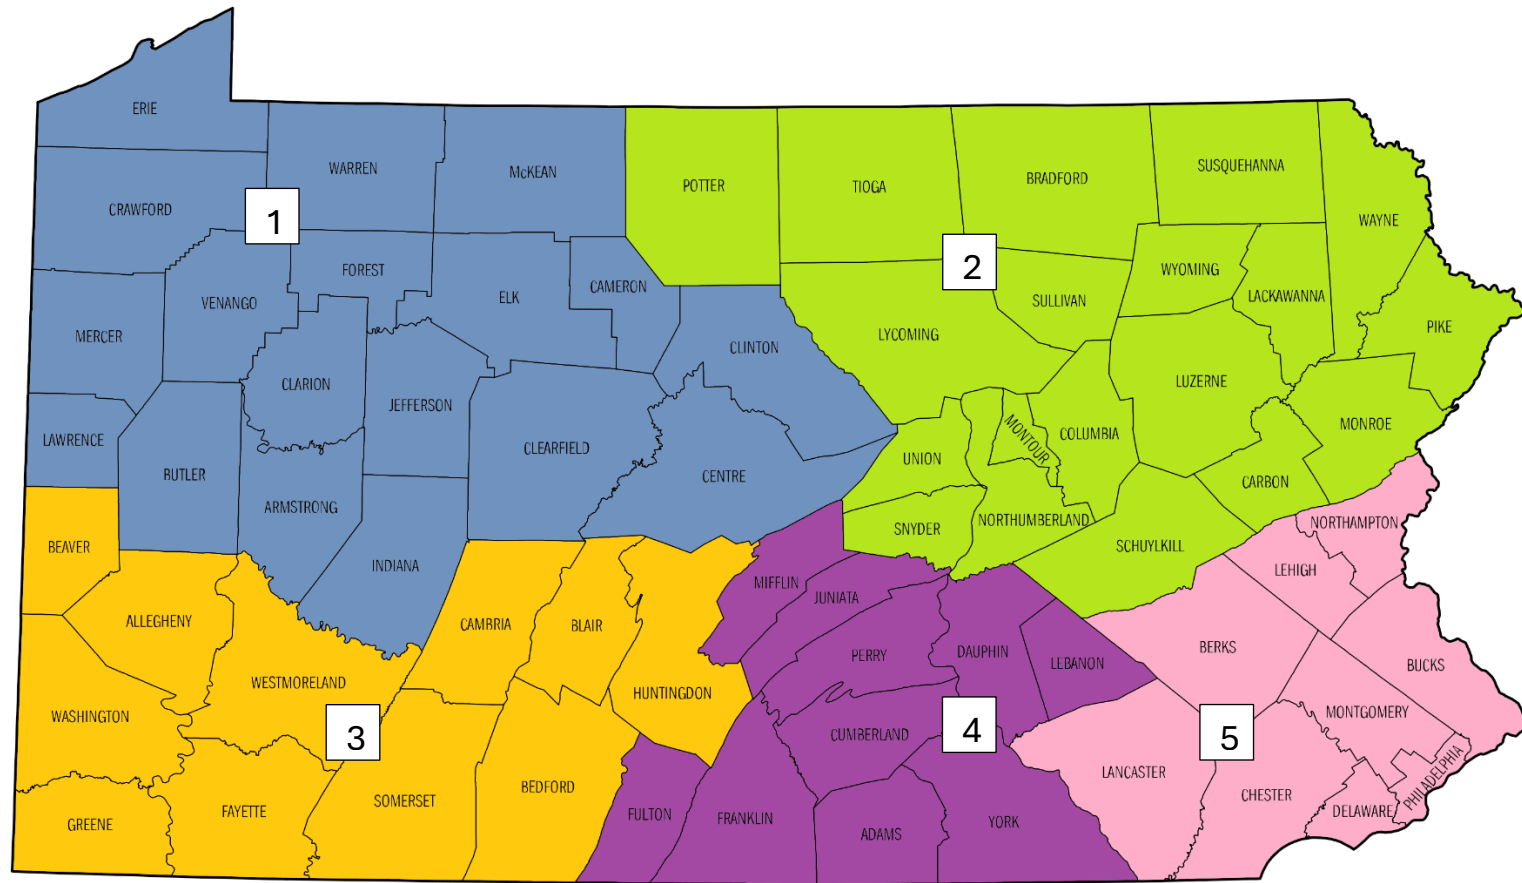 ERIE
WARREN
McKEAN
CRAWFORD
1
FOREST
VENANGO
ELK
CAMERON
MERCER
CLARION
JEFFERSON
CLINTON
LAWRENCE
BUTLER
CLEARFIELD
CENTRE
ARMSTRONG
INDIANA
POTTER
TIOGA
BRADFORD
SUSQUEHANNA
WAYNE
2
WYOMING
LACKAWANNA
SULLIVAN
LYCOMING
PIKE
LUZERNE
MONROE
COLUMBIA
MONTOUR
UNION
CARBON
SNYDER
NORTHUMBERLAND
SCHUYLKILL
BEAVER
ALLEGHENY
CAMBRIA
BLAIR
WESTMORELAND
HUNTINGDON
WASHINGTON
3
BEDFORD
SOMERSET
FAYETTE
GREENE
MIFFLIN
JUNIATA
PERRY
DAUPHIN
LEBANON
CUMBERLAND
4
FULTON
FRANKLIN
ADAMS
YORK
NORTHAMPTON
LEHIGH
BERKS
BUCKS
MONTGOMERY
5
LANCASTER
CHESTER
DELAWARE
PHILADELPHIA